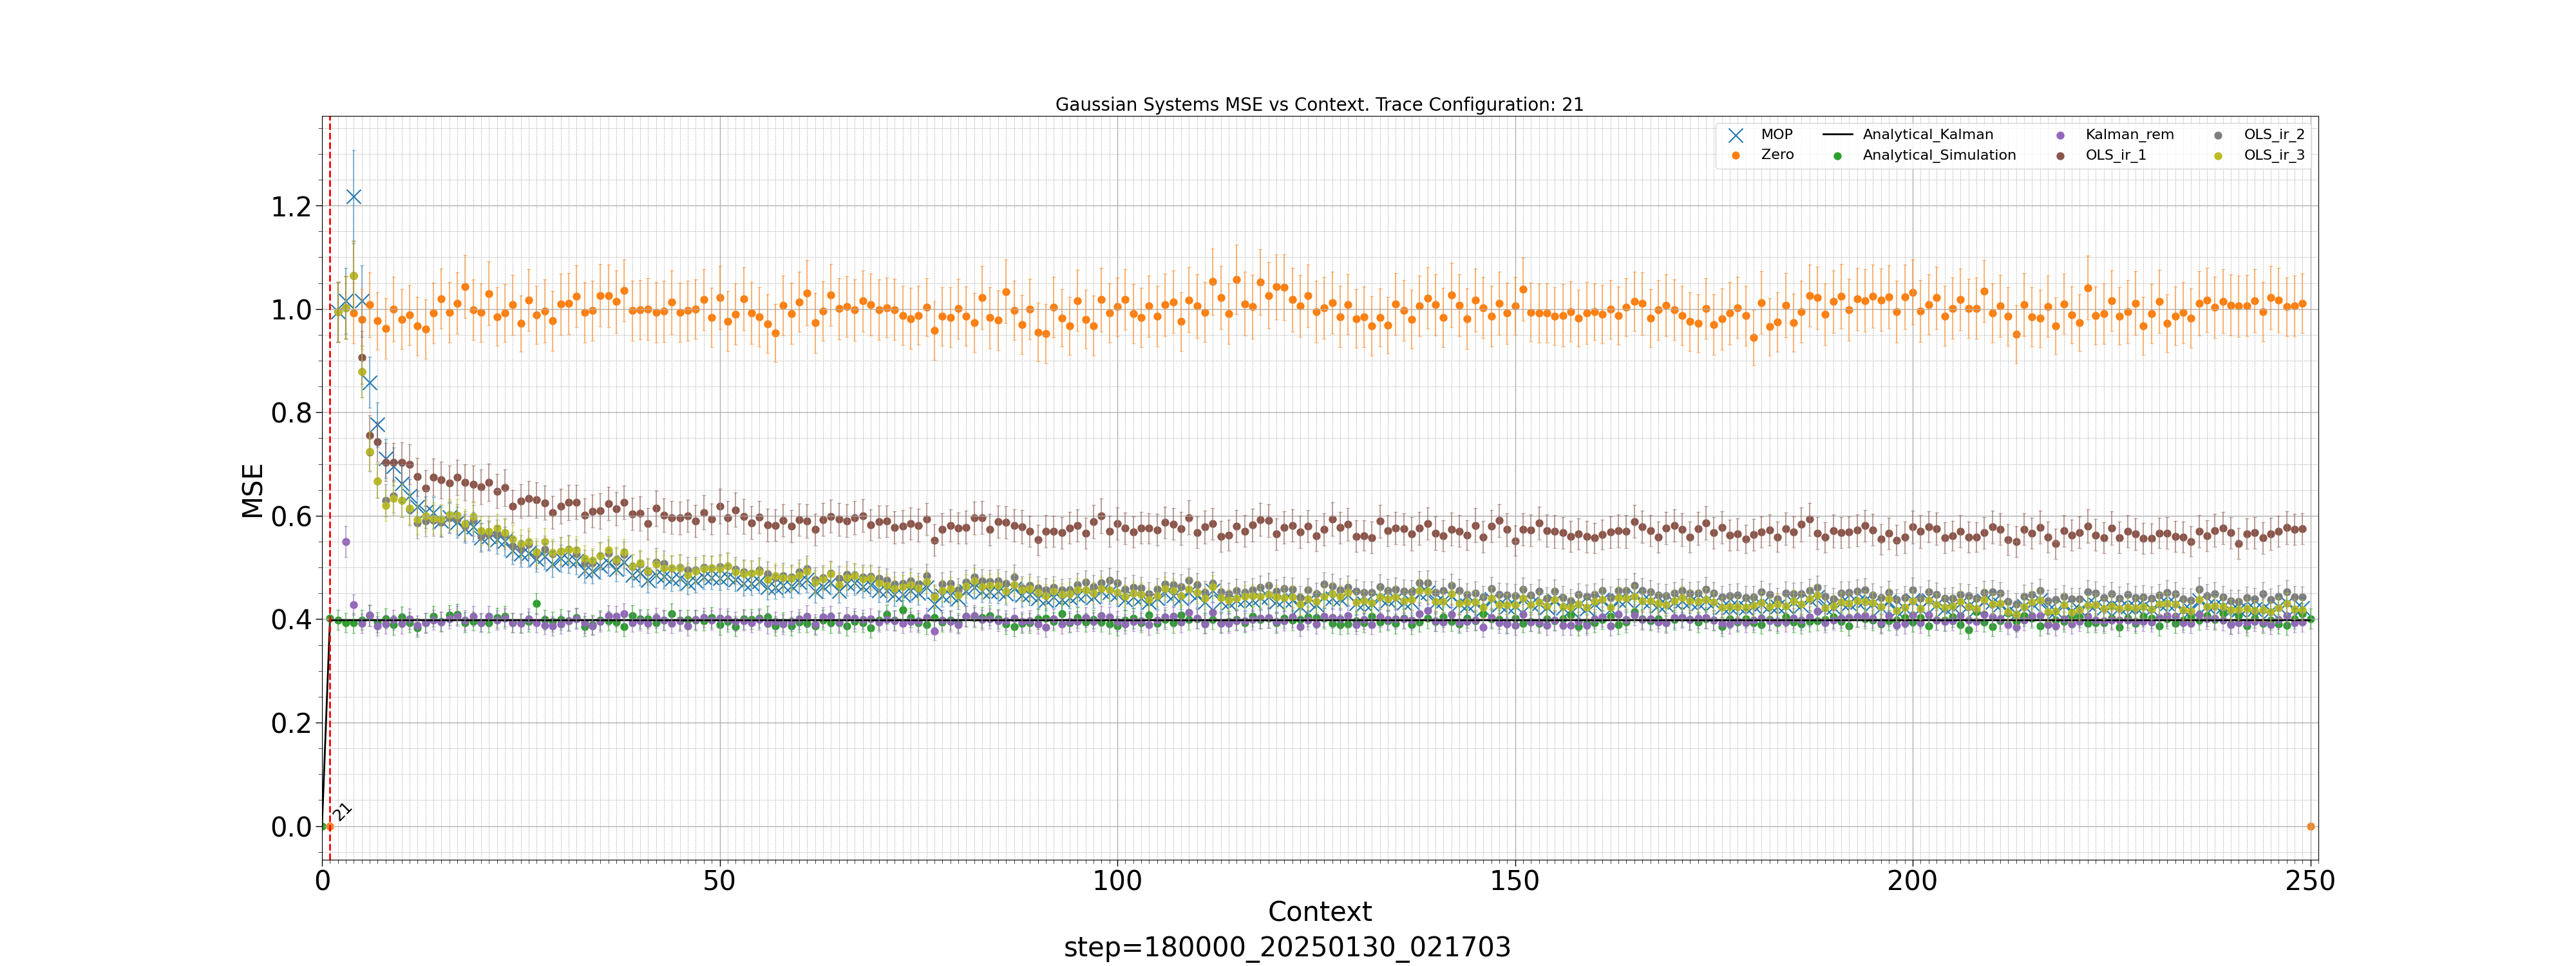 Gaussian Systems MSE vs Context. Trace Configuration: 21
MOP
Zero
Analytical_Kalman
Analytical_Simulation
Kalman_rem
OLS_ir_1
OLS_ir_2
OLS_ir_3
MSE
1.2
1.0
0.8
0.6
0.4
0.2
0.0
21
0
50
100
150
200
250
Context
step=180000_20250130_021703